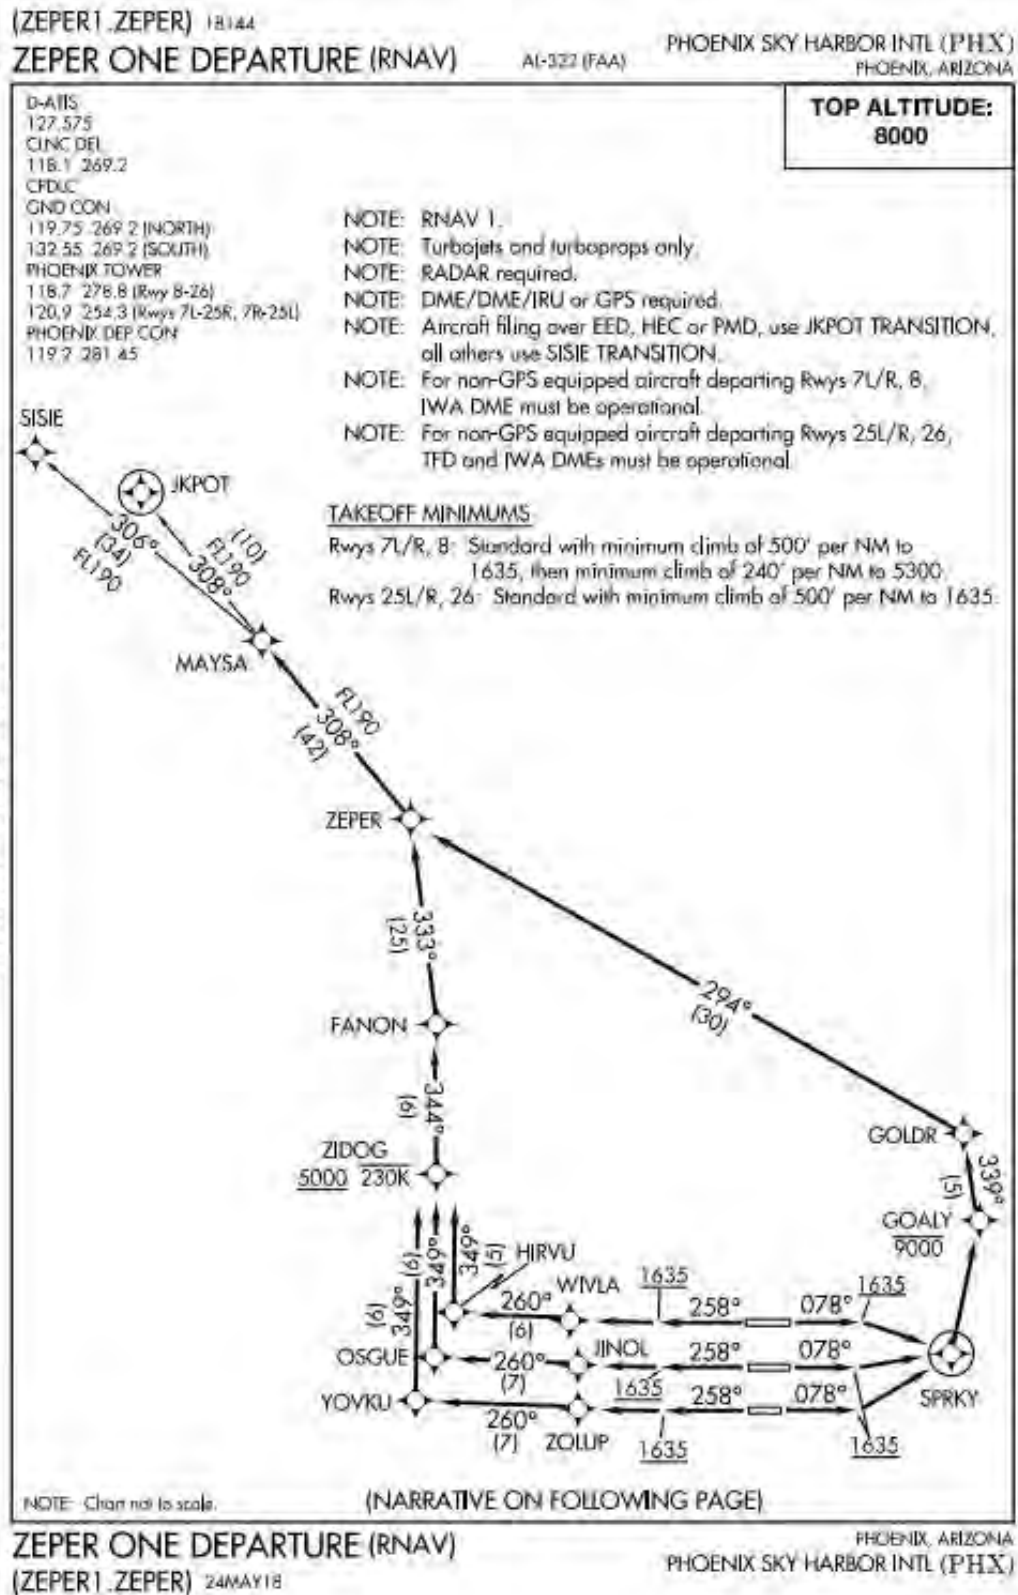 (ZEPER1.ZEPER) 18144
ZEPER ONE DEPARTURE (RNAV)
AL-322 (FAA)
PHOENIX SKY HARBOR INTL (PHX)
PHOENIX, ARIZONA
D-ATIS
127.575
CLNC DEL
118.1 269.2
CPDLC
GND CON
119.75 269.2 (NORTH)
132.55 269.2 (SOUTH)
PHOENIX TOWER
118.7 278.8 (Rwy 8-26)
120.9 254.3 (Rwys 7L-25R, 7R-25L)
PHOENIX DEP CON
119.2 281.45
TOP ALTITUDE:
8000
NOTE: RNAV 1.
NOTE: Turbojets and turboprops only.
NOTE: RADAR required.
NOTE: DME/DME/IRU or GPS required.
NOTE: Aircraft filing over EED, HEC or PMD, use JKPOT TRANSITION,
all others use SISIE TRANSITION.
NOTE: For non-GPS equipped aircraft departing Rwys 7L/R, 8,
IWA DME must be operational.
NOTE: For non-GPS equipped aircraft departing Rwys 25L/R, 26,
TFD and IWA DMEs must be operational.
TAKEOFF MINIMUMS
Rwys 7L/R, 8: Standard with minimum climb of 500' per NM to
1635, then minimum climb of 240' per NM to 5300.
Rwys 25L/R, 26: Standard with minimum climb of 500' per NM to 1635.
SISIE
JKPOT
306°
(34)
FL190
(10)
FL190
308°
MAYSA
FL190
308°
(42)
ZEPER
333°
(25)
294°
(30)
FANON
344°
(6)
GOLDR
339°
(5)
ZIDOG
5000 230K
GOALY
9000
349°
(6)
349°
(6)
349°
(5)
HIRVU
WIVLA
260°
(6)
1635
258°
078°
1635
OSGUE
260°
(7)
JINOL
1635
258°
078°
SPRKY
YOVKU
260°
(7)
ZOLUP
258°
1635
078°
1635
NOTE: Chart not to scale.
(NARRATIVE ON FOLLOWING PAGE)
ZEPER ONE DEPARTURE (RNAV)
(ZEPER1.ZEPER) 24MAY18
PHOENIX, ARIZONA
PHOENIX SKY HARBOR INTL (PHX)